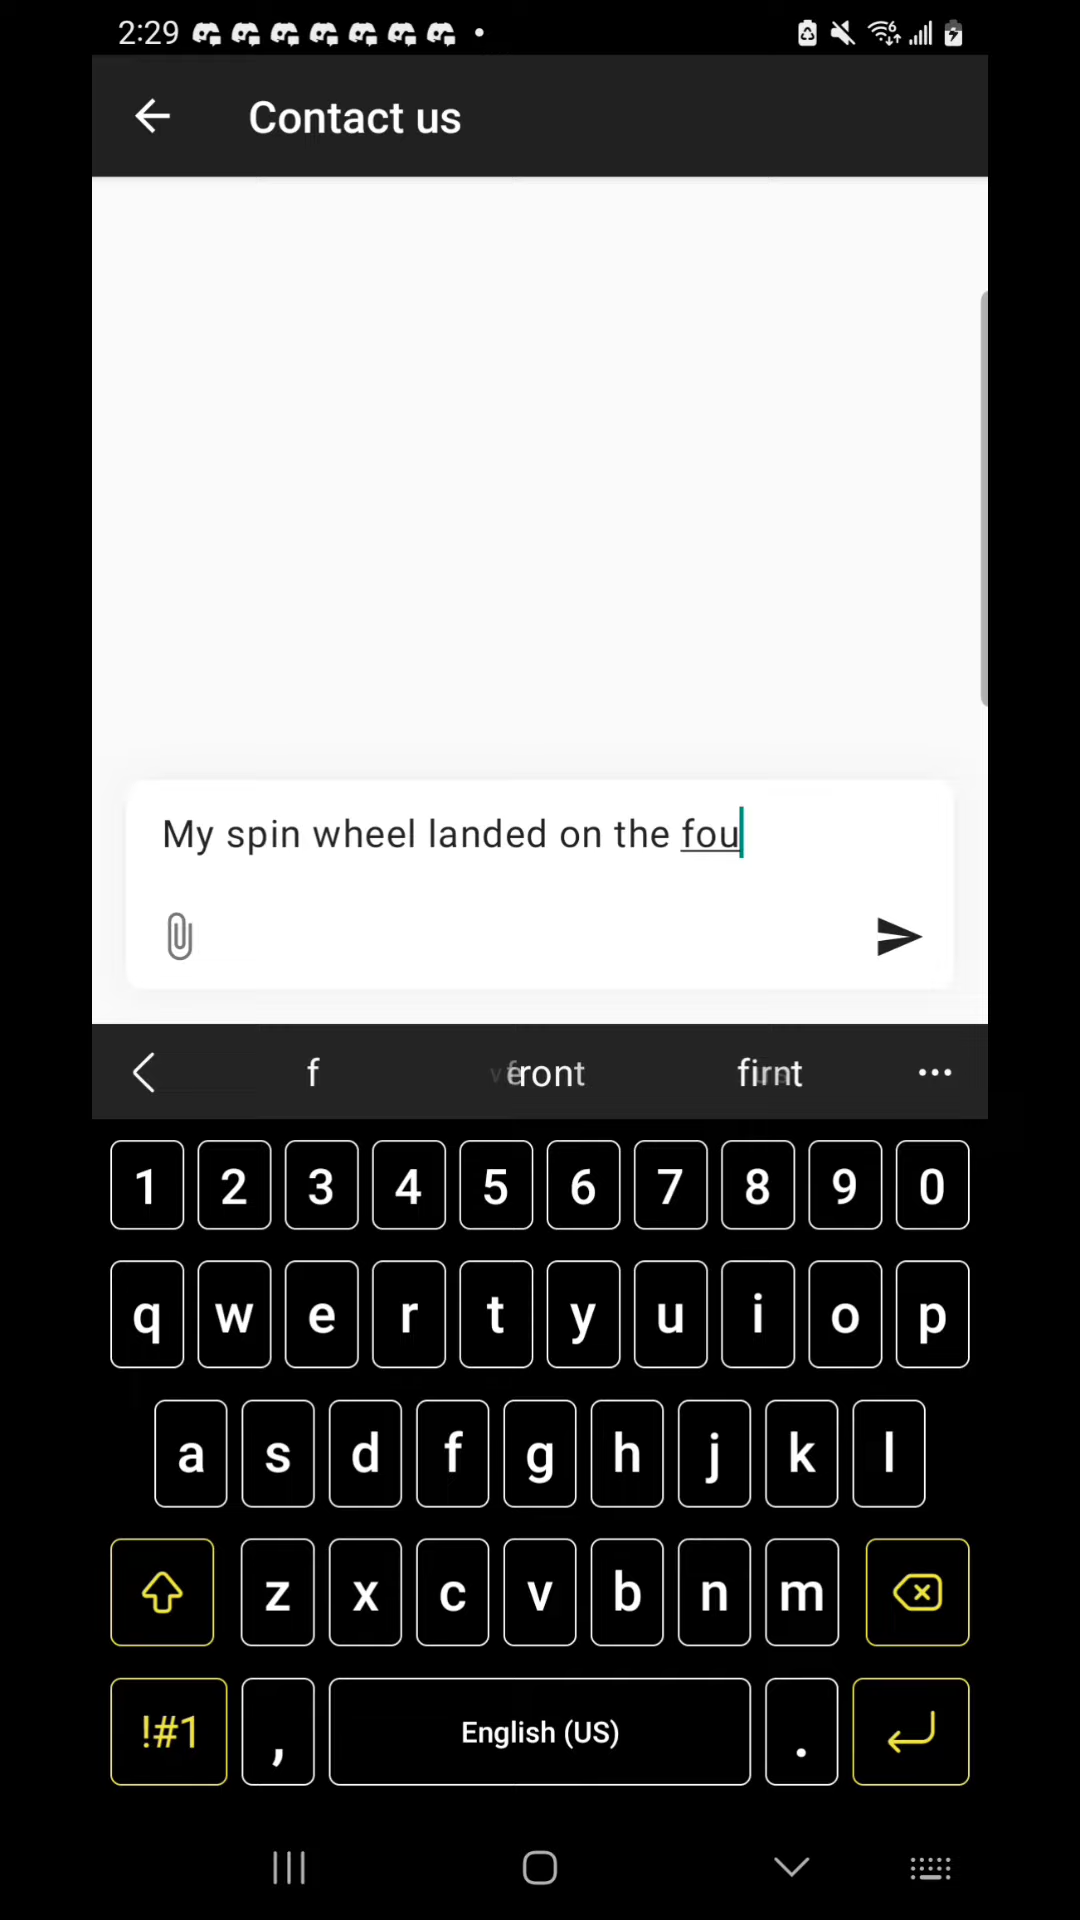 2:29
Contact us
My spin wheel landed on the fou
f front firnt
1 2 3 4 5 6 7 8 9 0
q w e r t y u i o p
a s d f g h j k l
z x c v b n m
!#1 , English (US) .